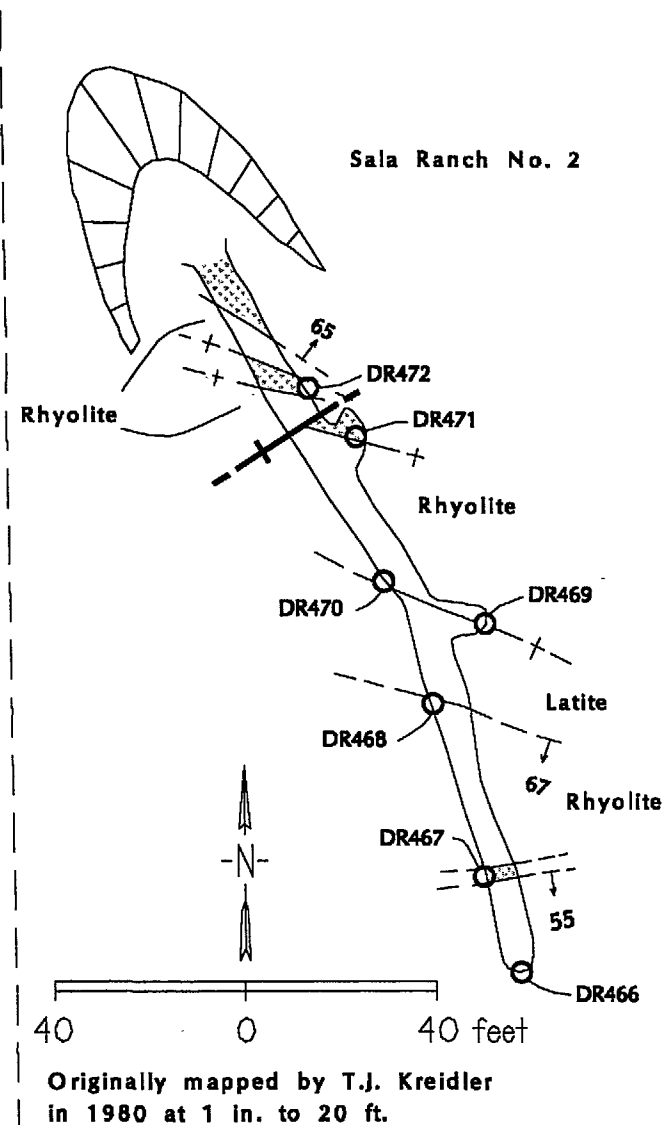 Sala Ranch No. 2
65
DR472
Rhyolite
DR471
Rhyolite
DR470
DR469
Latite
DR468
67
Rhyolite
DR467
-N-
55
DR466
40 0 40 feet
Originally mapped by T.J. Kreidler
in 1980 at 1 in. to 20 ft.